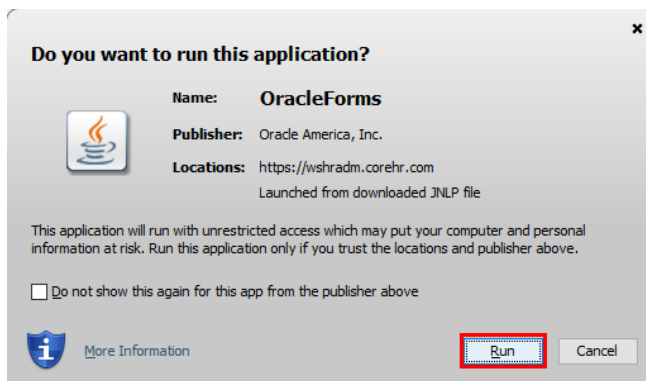 Do you want to run this application?
Name: OracleForms
Publisher: Oracle America, Inc.
Locations: https://wshradm.corehr.com
Launched from downloaded JNLP file
This application will run with unrestricted access which may put your computer and personal
information at risk. Run this application only if you trust the locations and publisher above.
Do not show this again for this app from the publisher above
More Information
Run
Cancel